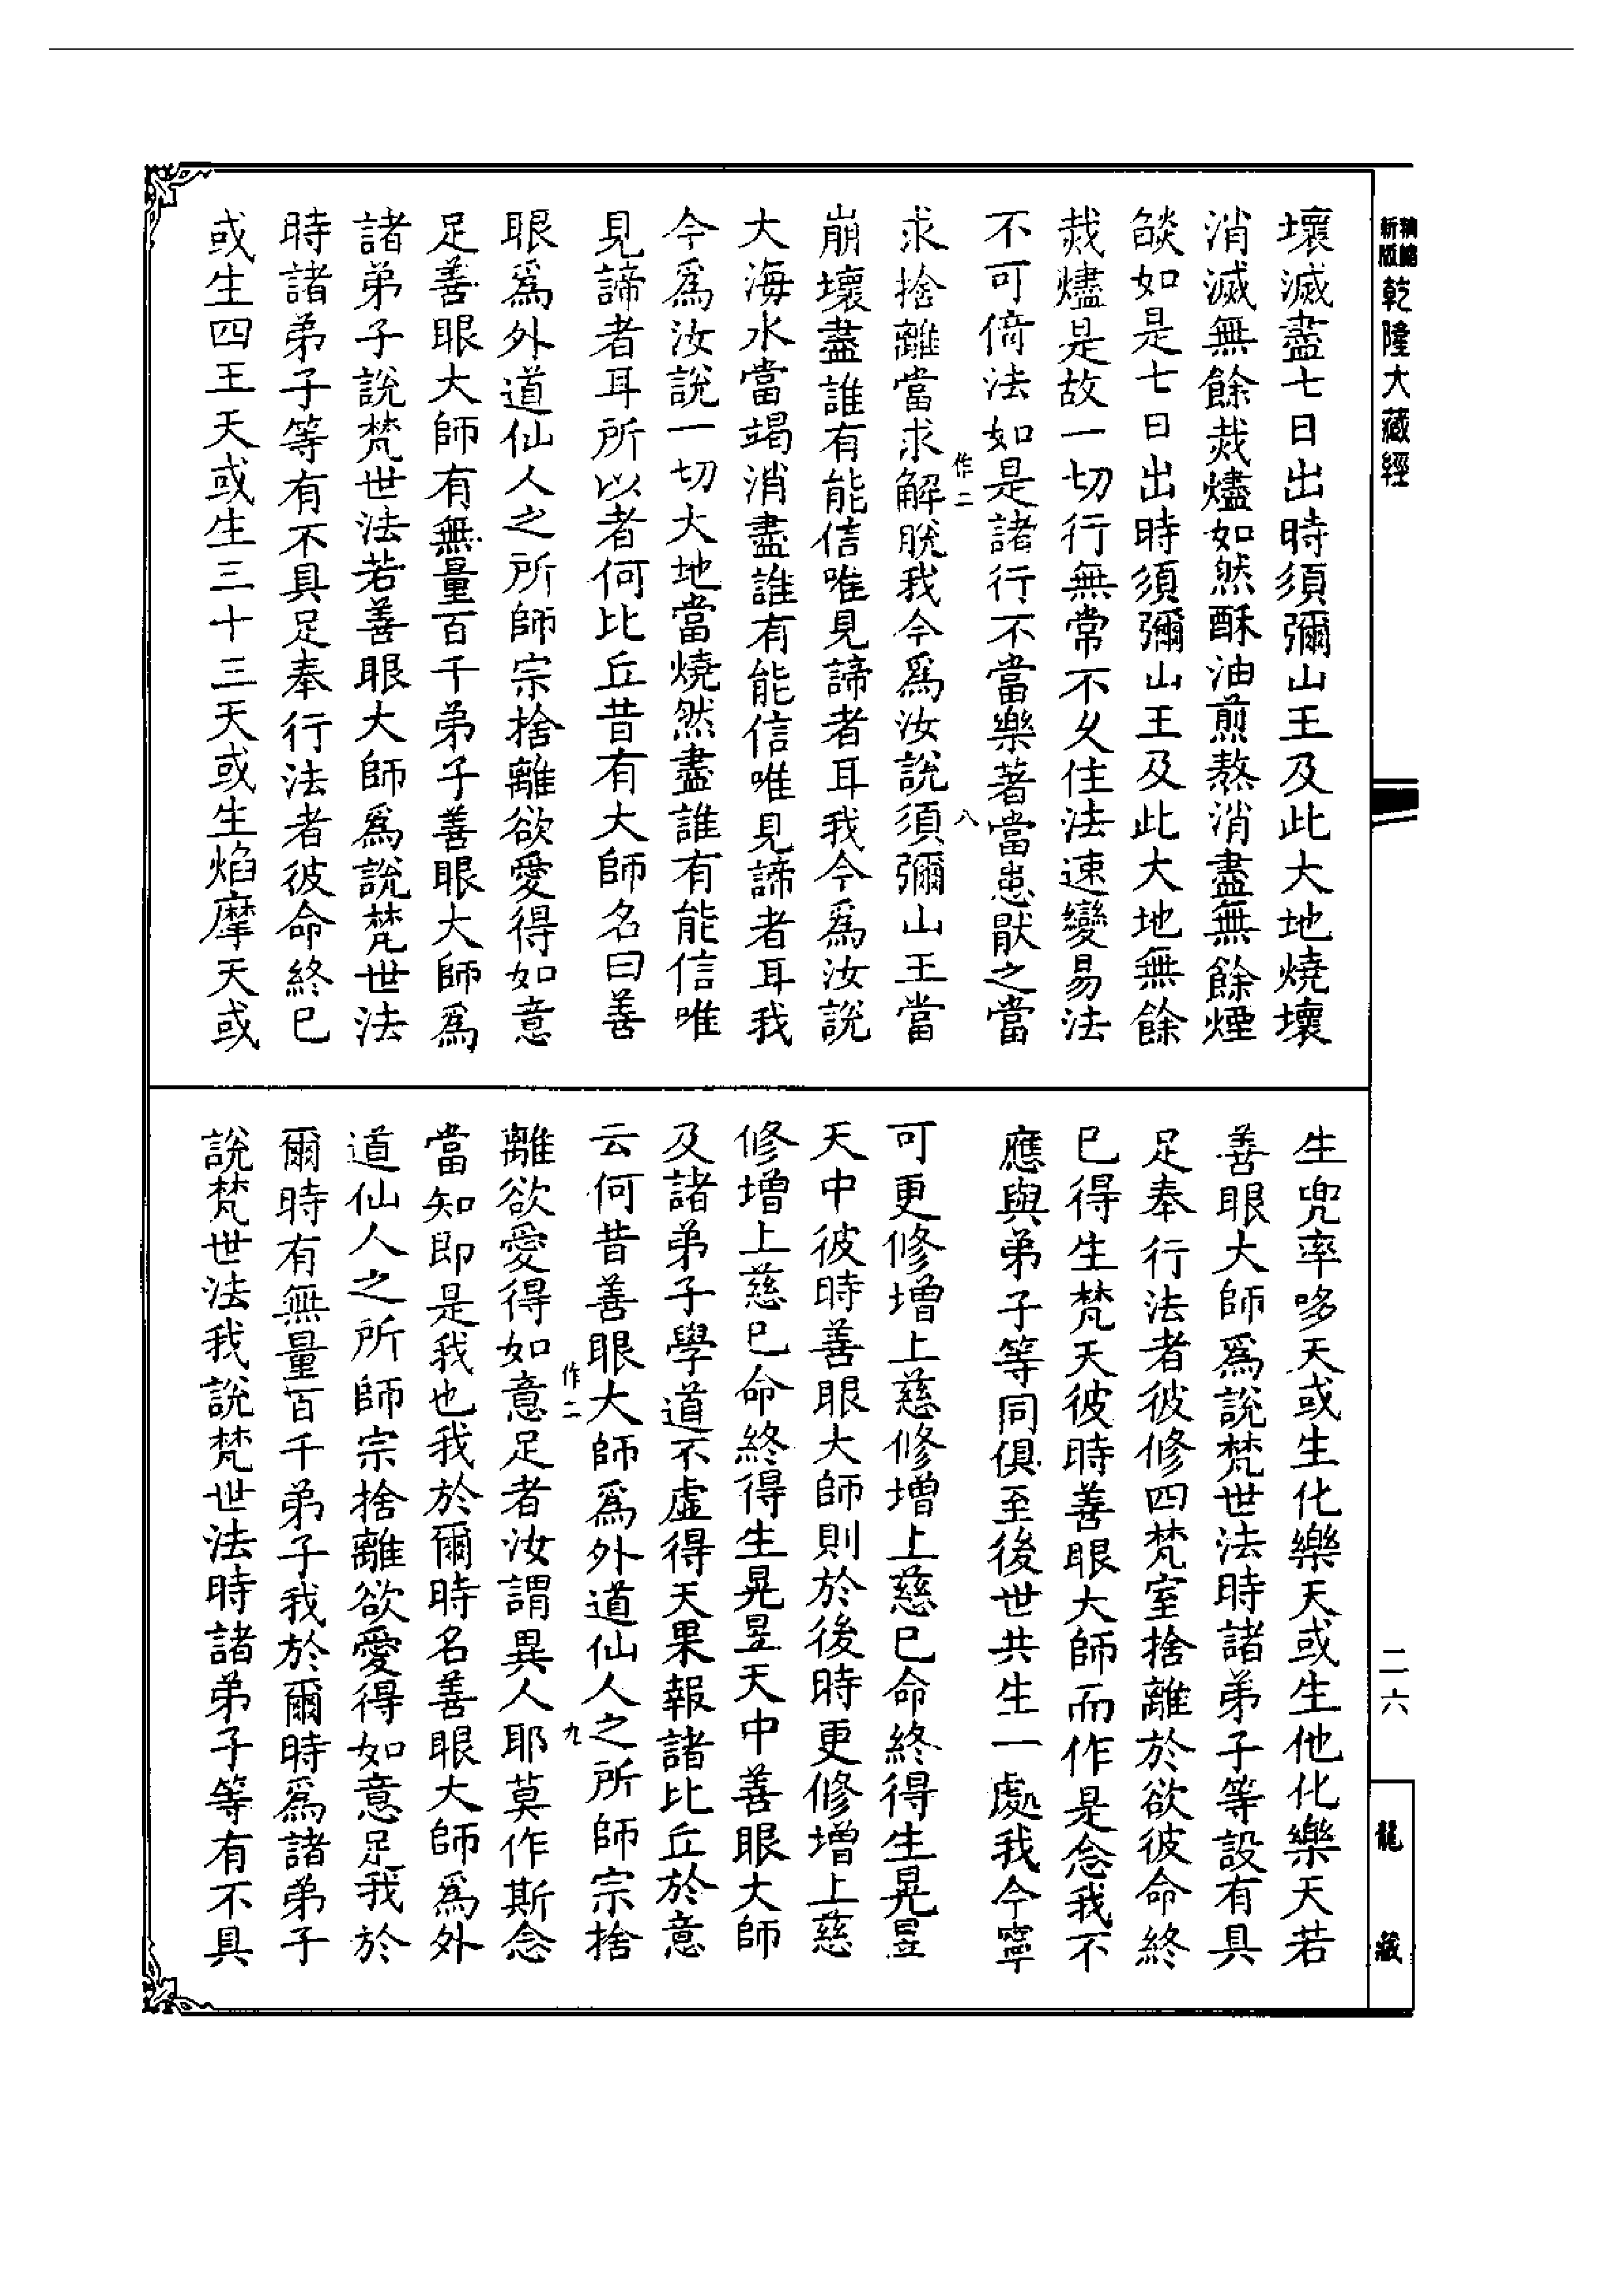 新版
精縮
乾隆大藏經
壞滅盡七日出時須彌山王及此大地燒壞
消滅無餘烖燼如然酥油煎熬消盡無餘煙
燄如是七日出時須彌山王及此大地無餘
烖燼是故一切行無常不久住法速變易法
不可倚法如是諸行不當樂著當患厭之當
作二
八
求捨離當求解脫我今爲汝說須彌山王當
崩壞盡誰有能信唯見諦者耳我今爲汝說
大海水當竭消盡誰有能信唯見諦者耳我
今爲汝說一切大地當燒然盡誰有能信唯
見諦者耳所以者何比丘昔有大師名曰善
眼爲外道仙人之所師宗捨離欲愛得如意
足善眼大師有無量百千弟子善眼大師爲
諸弟子說梵世法若善眼大師爲說梵世法
時諸弟子等有不具足奉行法者彼命終已
或生四王天或生三十三天或生焰摩天或
生兜率哆天或生化樂天或生他化樂天若
善眼大師爲說梵世法時諸弟子等設有具
足奉行法者彼修四梵室捨離於欲彼命終
已得生梵天彼時善眼大師而作是念我不
應與弟子等同俱至後世共生一處我今寧
可更修增上慈修增上慈已命終得生晃昱
天中彼時善眼大師則於後時更修增上慈
修增上慈已命終得生晃昱天中善眼大師
及諸弟子學道不虛得天果報諸比丘於意
云何昔善眼大師爲外道仙人之所師宗捨
作二
九
離欲愛得如意足者汝謂異人耶莫作斯念
當知即是我也我於爾時名善眼大師爲外
道仙人之所師宗捨離欲愛得如意足我於
爾時有無量百千弟子我於爾時爲諸弟子
說梵世法我說梵世法時諸弟子等有不具
二六
龍藏